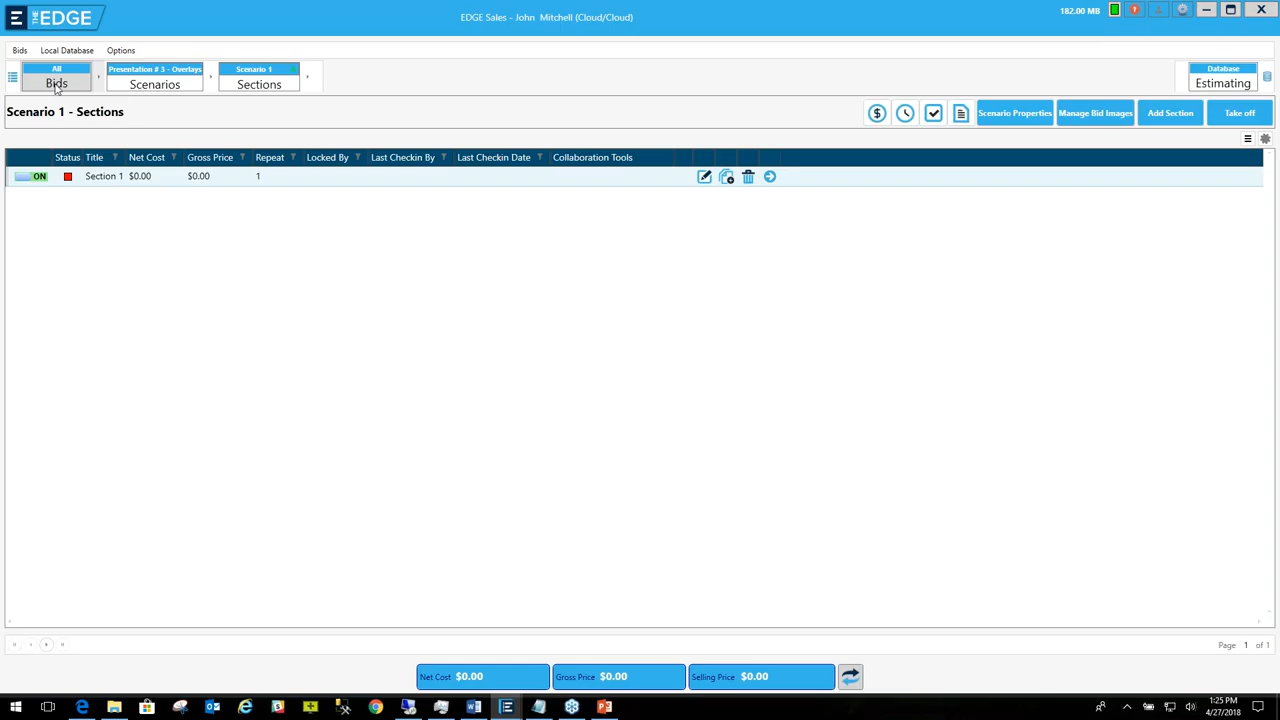 THE EDGE
EDGE Sales - John Mitchell (Cloud/Cloud)
182.00 MB
Bids Local Database Options
All
Bids
Presentation # 3 - Overlays
Scenarios
Scenario 1
Sections
Database
Estimating
Scenario 1 - Sections
Scenario Properties Manage Bid Images Add Section Take off
Status Title Net Cost Gross Price Repeat Locked By Last Checkin By Last Checkin Date Collaboration Tools
ON Section 1 $0.00 $0.00 1
Page 1 of 1
Net Cost $0.00 Gross Price $0.00 Selling Price $0.00
1:25 PM
4/27/2018